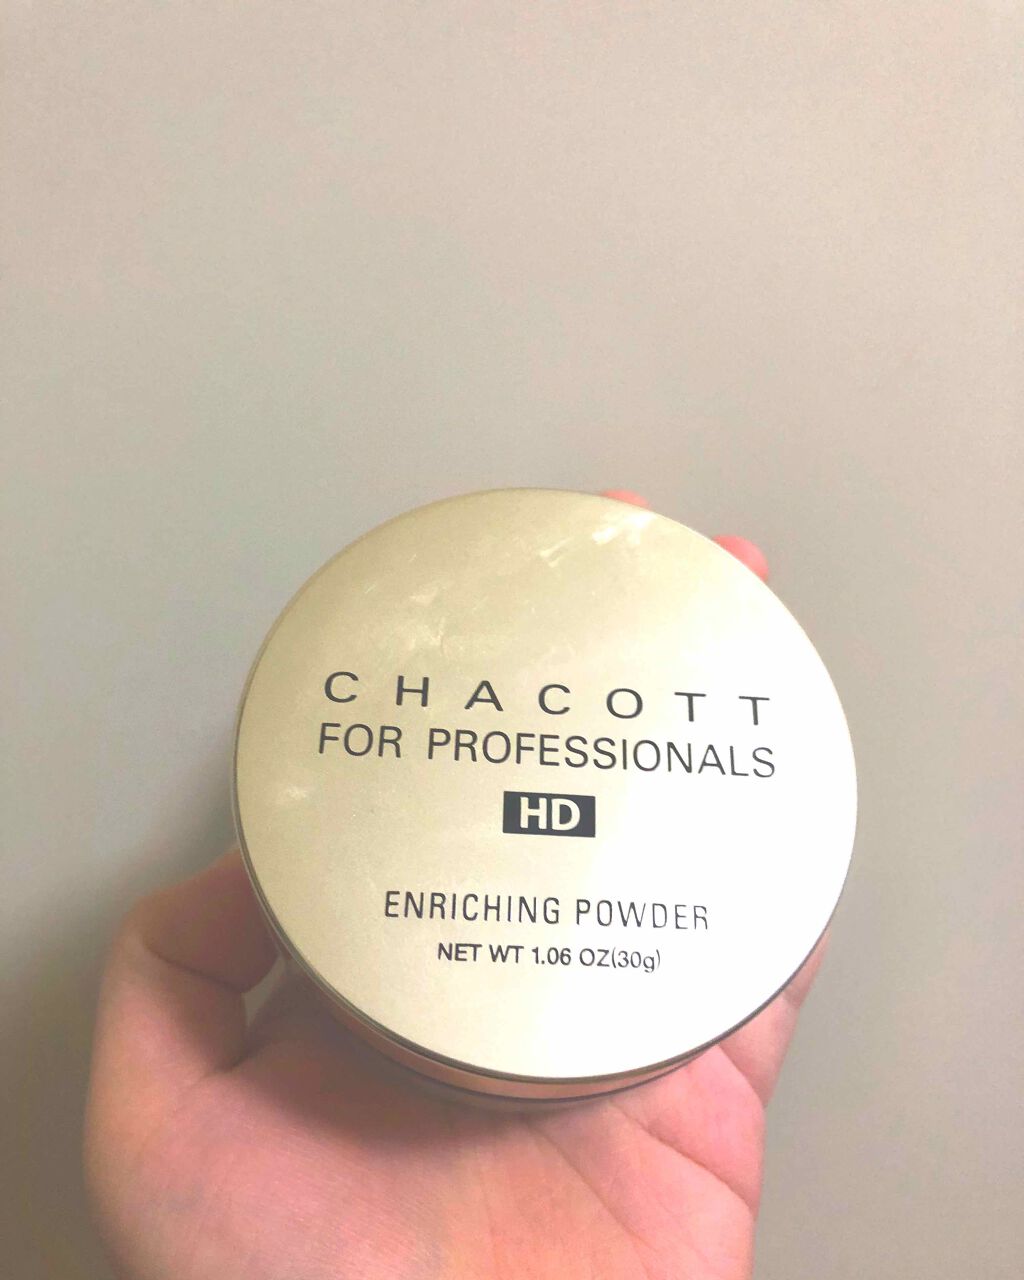 CHACOTT
FOR PROFESSIONALS
HD
ENRICHING POWDER
NET WT 1.06 OZ(30g)